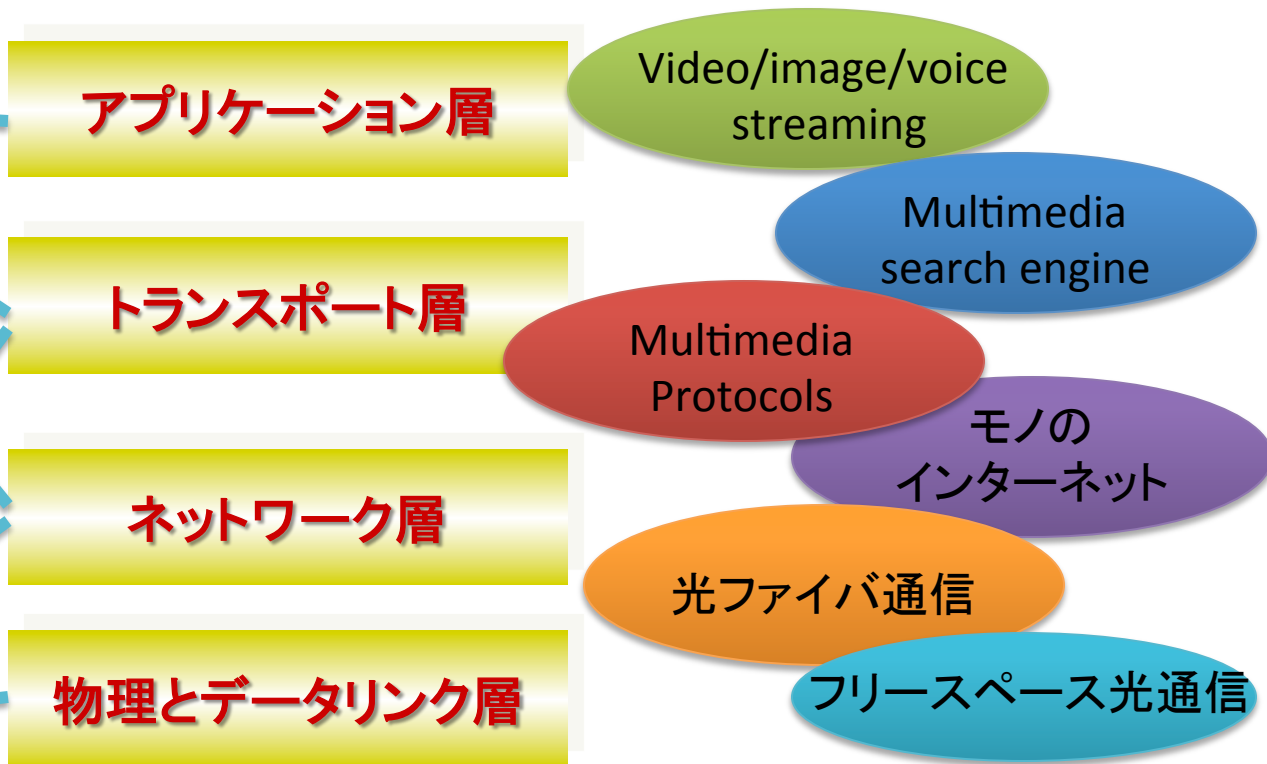 アプリケーション層
Video/image/voice
streaming
Multimedia
search engine
トランスポート層
Multimedia
Protocols
モノの
インターネット
ネットワーク層
光ファイバ通信
物理とデータリンク層
フリースペース光通信